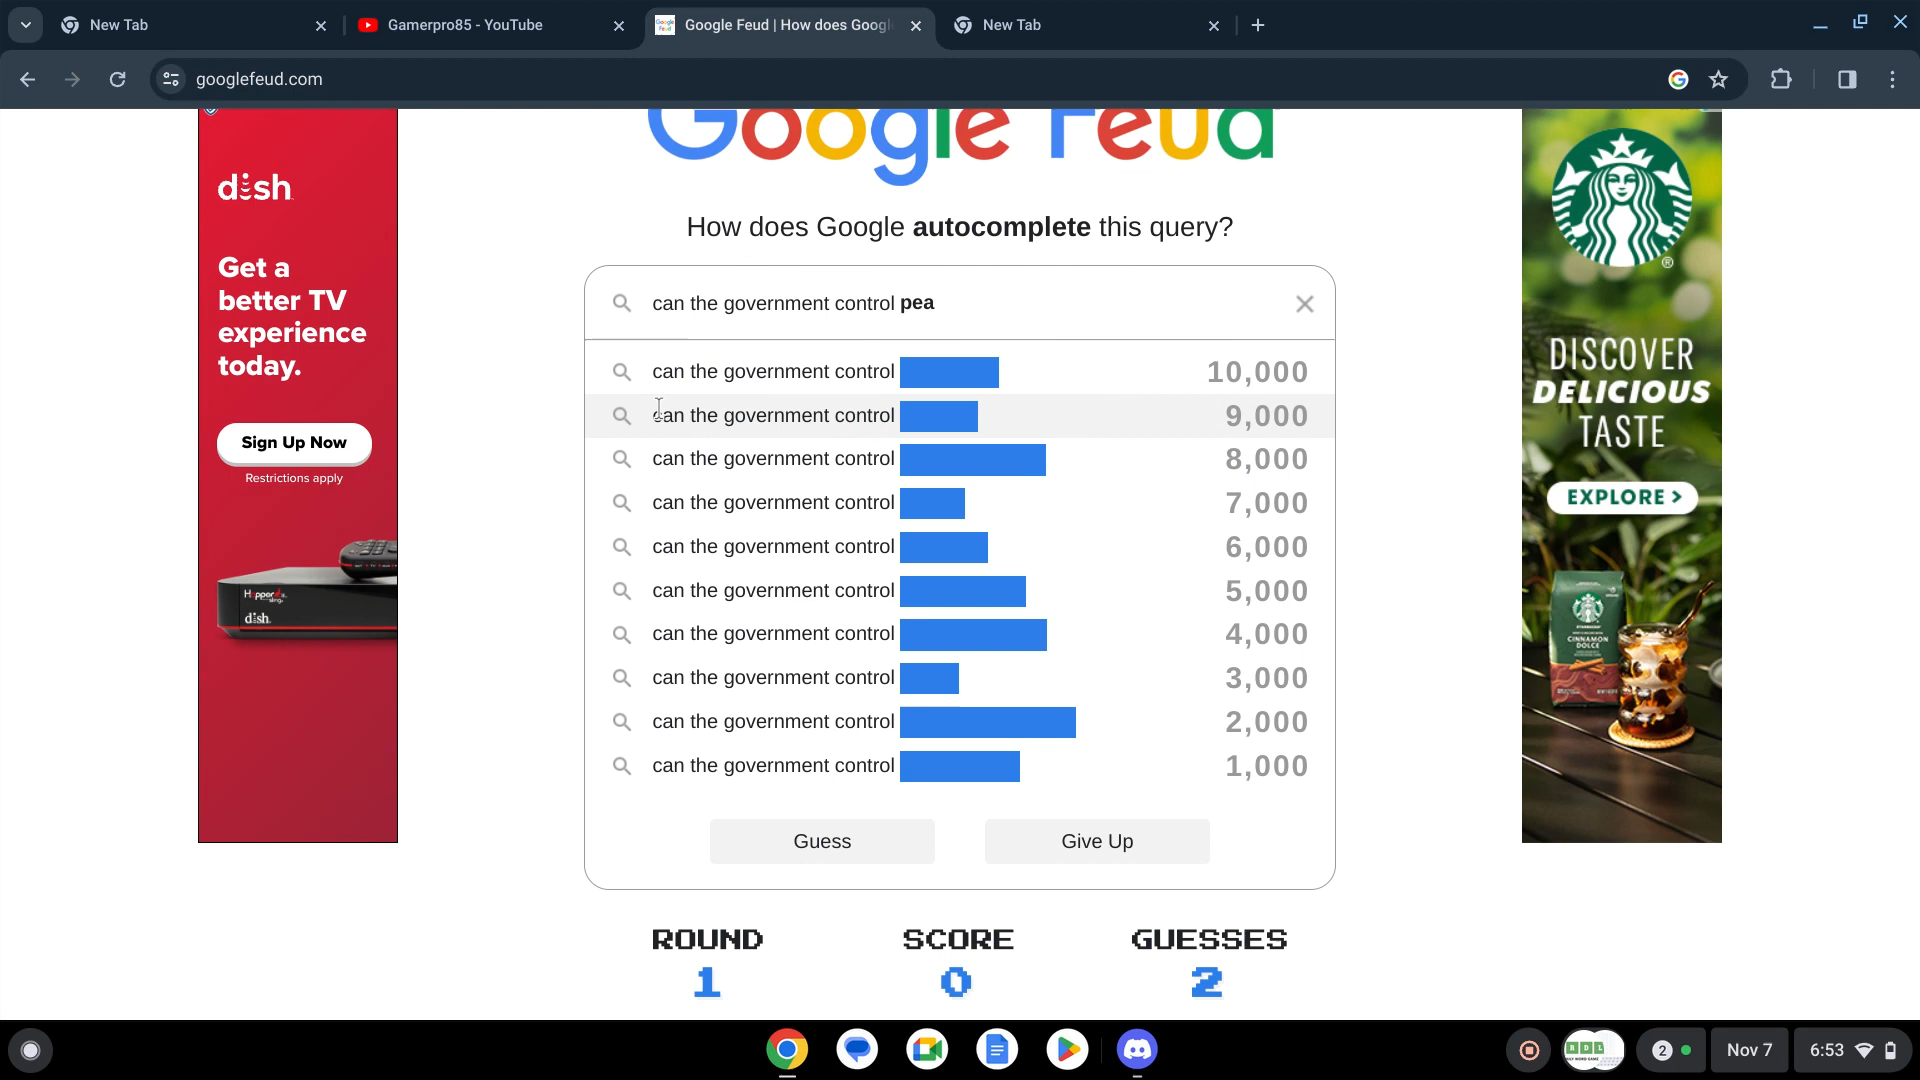 New Tab
Gamerpro85 - YouTube
Google Feud | How does Googl
New Tab
googlefeud.com
Google Feud
How does Google autocomplete this query?
can the government control pea
can the government control 10,000
can the government control 9,000
can the government control 8,000
can the government control 7,000
can the government control 6,000
can the government control 5,000
can the government control 4,000
can the government control 3,000
can the government control 2,000
can the government control 1,000
Guess
Give Up
ROUND
SCORE
GUESSES
1
0
2
dish
Get a
better TV
experience
today.
Sign Up Now
Restrictions apply
Hopper
sling
dish
DISCOVER
DELICIOUS
TASTE
EXPLORE >
STARBUCKS
CINNAMON
DOLCE
RDL
2
Nov 7
6:53